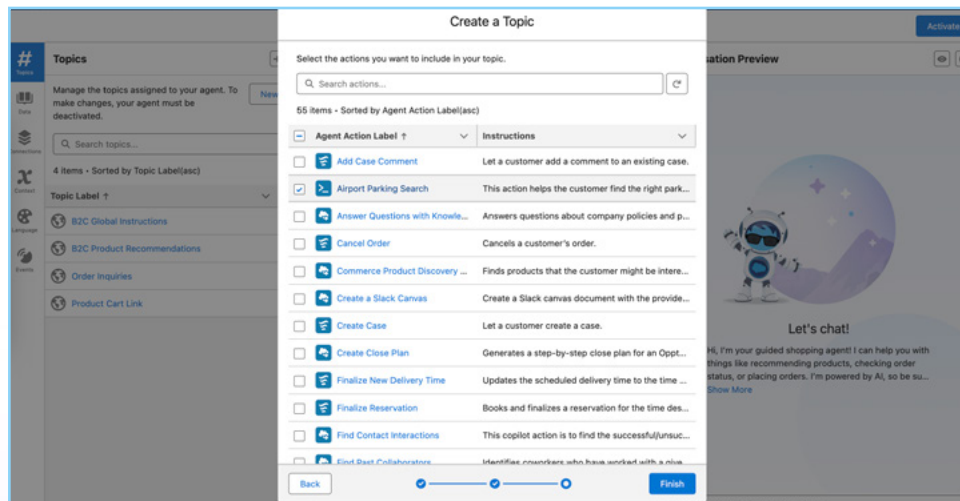 Create a Topic
Activate
Topics
Topics
Manage the topics assigned to your agent. To
make changes, your agent must be
deactivated.
New
Search topics...
4 items • Sorted by Topic Label(asc)
Topic Label ↑
B2C Global Instructions
B2C Product Recommendations
Order Inquiries
Product Cart Link
Data
Connections
Context
Language
Events
Select the actions you want to include in your topic.
Search actions...
55 items • Sorted by Agent Action Label(asc)
Agent Action Label ↑ Instructions
Add Case Comment Let a customer add a comment to an existing case.
Airport Parking Search This action helps the customer find the right park...
Answer Questions with Knowle... Answers questions about company policies and p...
Cancel Order Cancels a customer's order.
Commerce Product Discovery ... Finds products that the customer might be intere...
Create a Slack Canvas Create a Slack canvas document with the provide...
Create Case Let a customer create a case.
Create Close Plan Generates a step-by-step close plan for an Oppt...
Finalize New Delivery Time Updates the scheduled delivery time to the time ...
Finalize Reservation Books and finalizes a reservation for the time des...
Find Contact Interactions This copilot action is to find the successful/unsuc...
Find Past Collaborators Identifies coworkers who have worked with a give...
Back
Finish
sation Preview
Let's chat!
Hi, I'm your guided shopping agent! I can help you with
things like recommending products, checking order
status, or placing orders. I'm powered by AI, so be su...
Show More